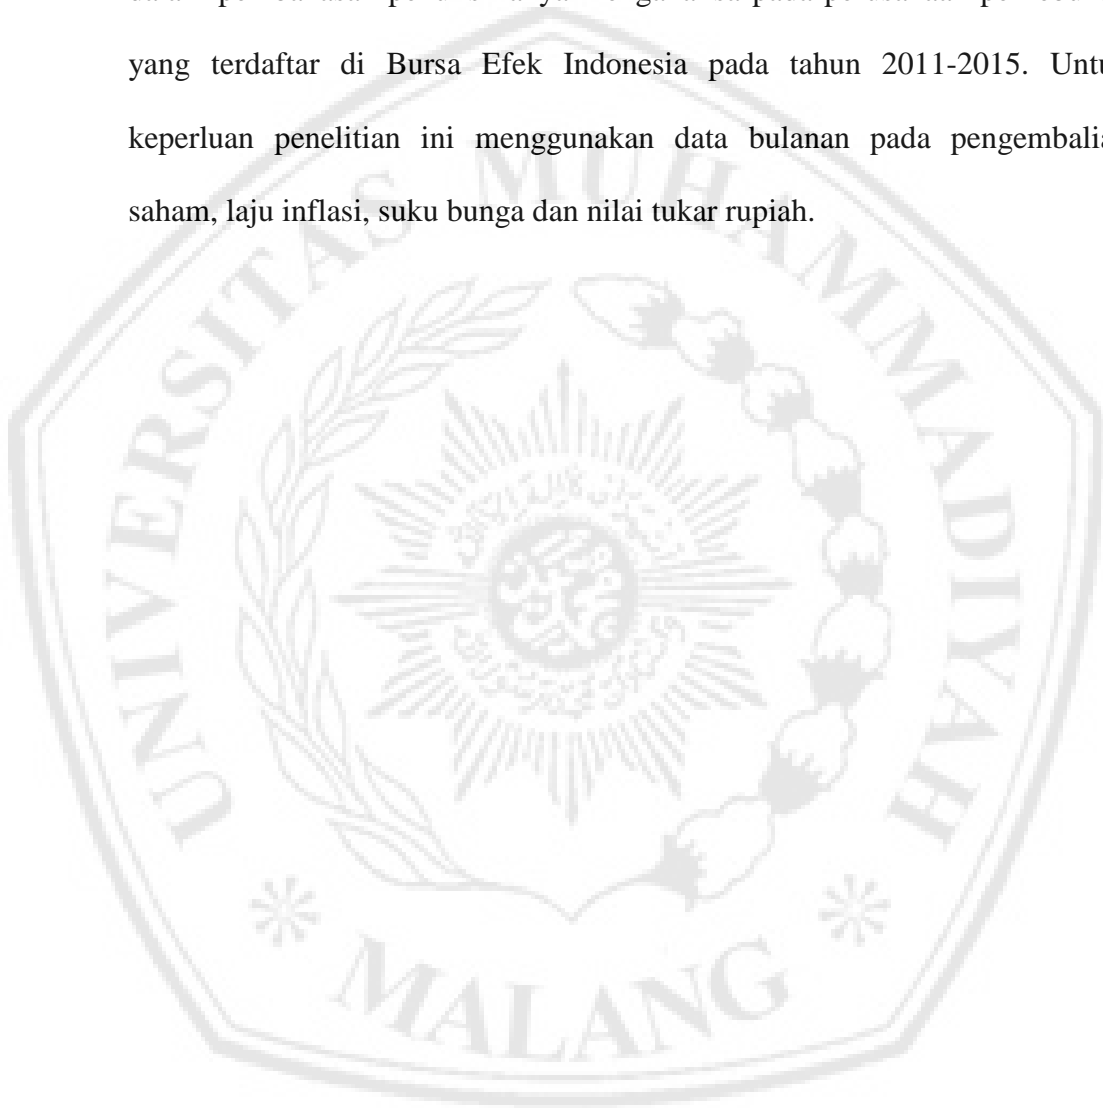 yang terdaftar di Bursa Efek Indonesia pada tahun 2011-2015. Untu
keperluan penelitian ini menggunakan data bulanan pada pengembalia
saham, laju inflasi, suku bunga dan nilai tukar rupiah.
UNIVERSITAS MUHAMMADIYAH
MALANG